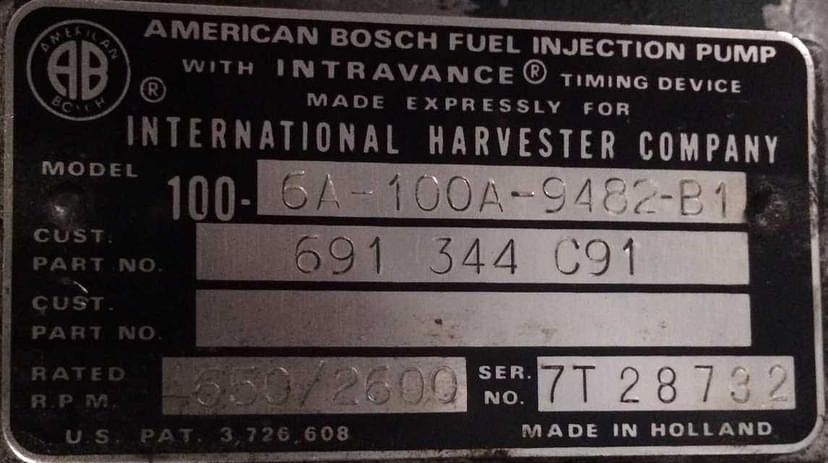 AMERICAN BOSCH FUEL INJECTION PUMP
AMERICAN
AB
BOSCH
®
WITH INTRAVANCE® TIMING DEVICE
MADE EXPRESSLY FOR
INTERNATIONAL HARVESTER COMPANY
MODEL 100- 6A-100A-9482-B1
CUST. PART NO. 691 344 C91
CUST. PART NO.
RATED R.P.M. 650/2600 SER. NO. 7T 28732
U.S. PAT. 3,726,608 MADE IN HOLLAND